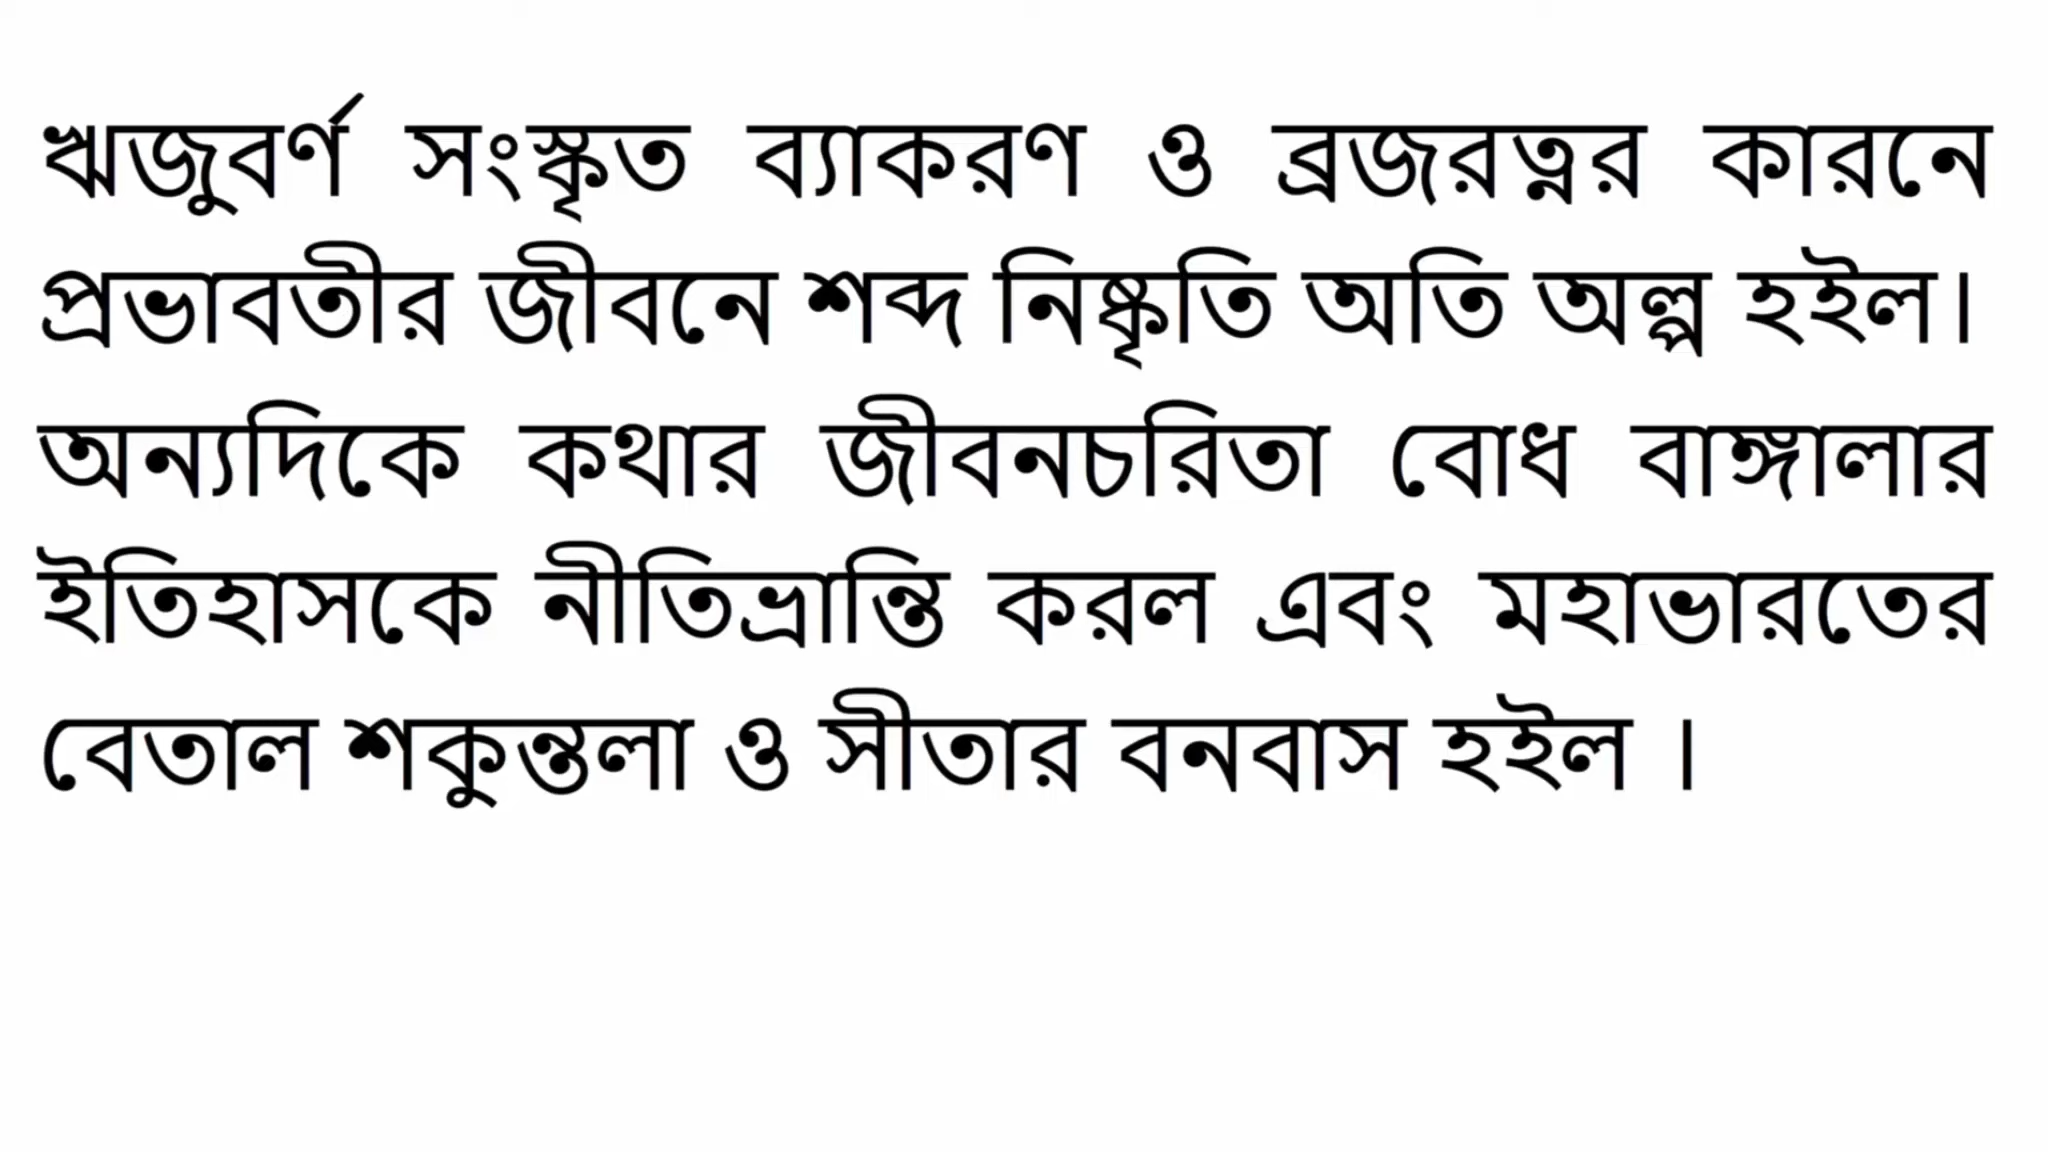 ঋজুবর্ণ সংস্কৃত ব্যাকরণ ও ব্রজরত্নর কারনে
প্রভাবতীর জীবনে শব্দ নিষ্কৃতি অতি অল্প হইল।
অন্যদিকে কথার জীবনচরিতা বোধ বাঙ্গালার
ইতিহাসকে নীতিভ্রান্তি করল এবং মহাভারতের
বেতাল শকুন্তলা ও সীতার বনবাস হইল ।